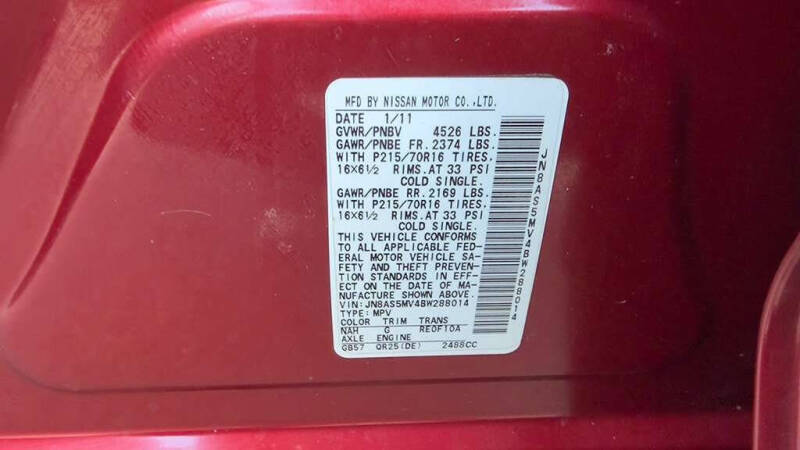 MFD BY NISSAN MOTOR CO.,LTD.
DATE 1/11
GVWR/PNBV 4526 LBS.
GAWR/PNBE FR. 2374 LBS.
WITH P215/70R16 TIRES.
16×6½ RIMS. AT 33 PSI
COLD SINGLE.
GAWR/PNBE RR. 2169 LBS.
WITH P215/70R16 TIRES.
16×6½ RIMS. AT 33 PSI
COLD SINGLE.
THIS VEHICLE CONFORMS
TO ALL APPLICABLE FED-
ERAL MOTOR VEHICLE SA-
FETY AND THEFT PREVEN-
TION STANDARDS IN EFF-
ECT ON THE DATE OF MA-
NUFACTURE SHOWN ABOVE.
VIN: JN8AS5MV4BW288014
TYPE: MPV
COLOR TRIM TRANS
NAH G RE0F10A
AXLE ENGINE
GB57 QR25(DE) 2488CC
JN8AS5MV4BW288014